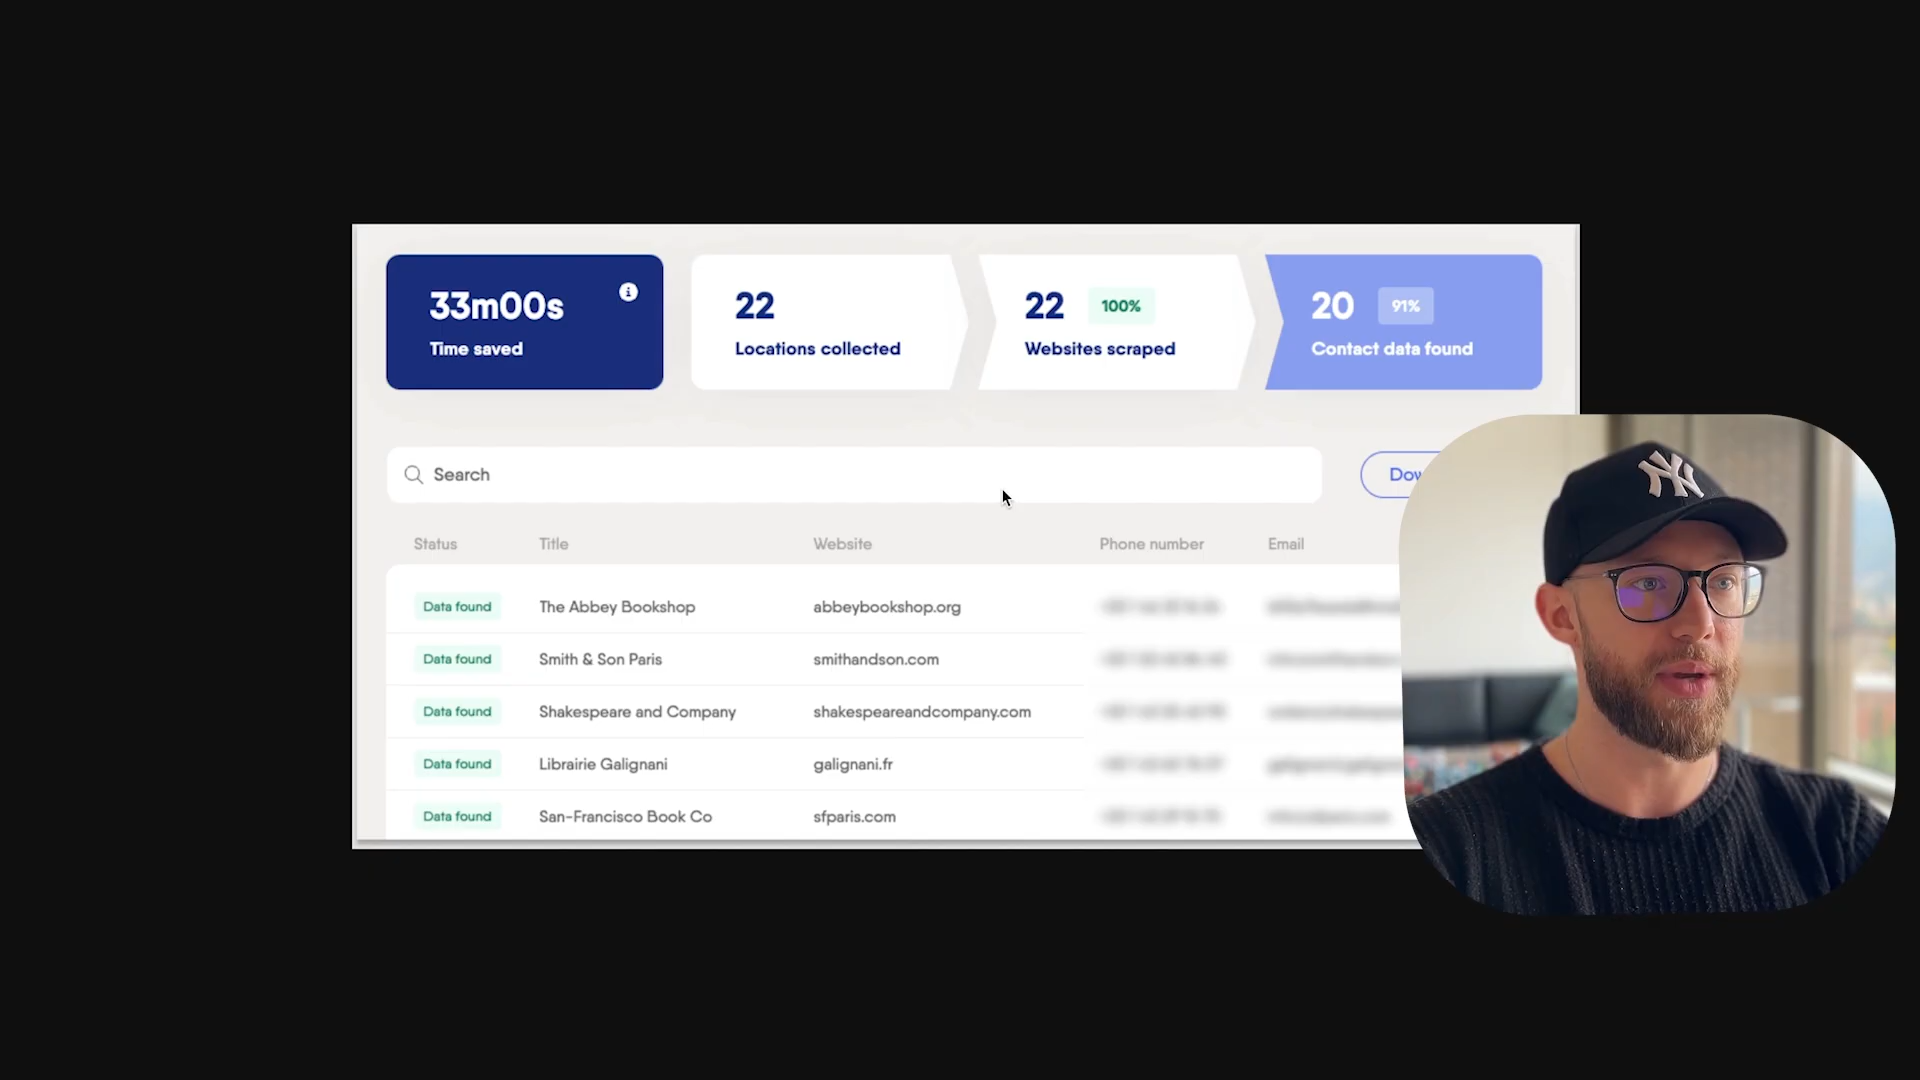 33m00s
Time saved
22
Locations collected
22 100%
Websites scraped
20 91%
Contact data found
Search
Status Title Website Phone number Email
Data found The Abbey Bookshop abbeybookshop.org
Data found Smith & Son Paris smithandson.com
Data found Shakespeare and Company shakespeareandcompany.com
Data found Librairie Galignani galignani.fr
Data found San-Francisco Book Co sfparis.com
NY